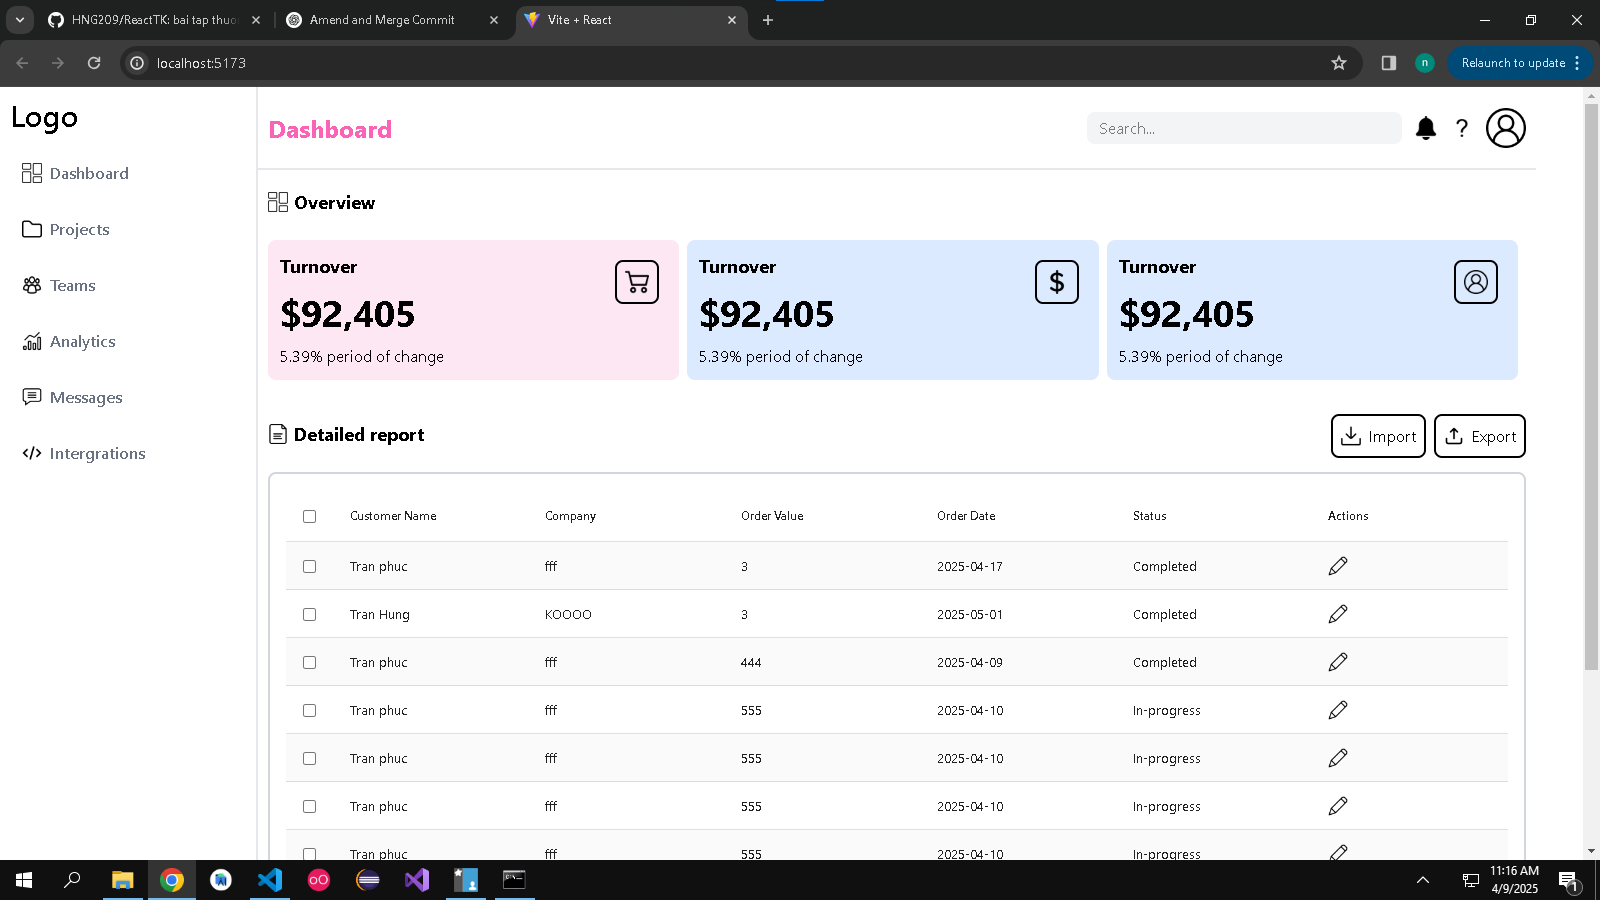 HNG209/ReactTK: bai tap thuo
Amend and Merge Commit
Vite + React
localhost:5173
n
Relaunch to update
Logo
Dashboard
Search...
?
Dashboard
Projects
Teams
Analytics
Messages
Intergrations
Overview
Turnover
$92,405
5.39% period of change
Turnover
$
$92,405
5.39% period of change
Turnover
$92,405
5.39% period of change
Detailed report
Import
Export
Customer Name Company Order Value Order Date Status Actions
Tran phuc fff 3 2025-04-17 Completed
Tran Hung KOOOO 3 2025-05-01 Completed
Tran phuc fff 444 2025-04-09 Completed
Tran phuc fff 555 2025-04-10 In-progress
Tran phuc fff 555 2025-04-10 In-progress
Tran phuc fff 555 2025-04-10 In-progress
Tran phuc fff 555 2025-04-10 In-progress
11:16 AM
4/9/2025
1